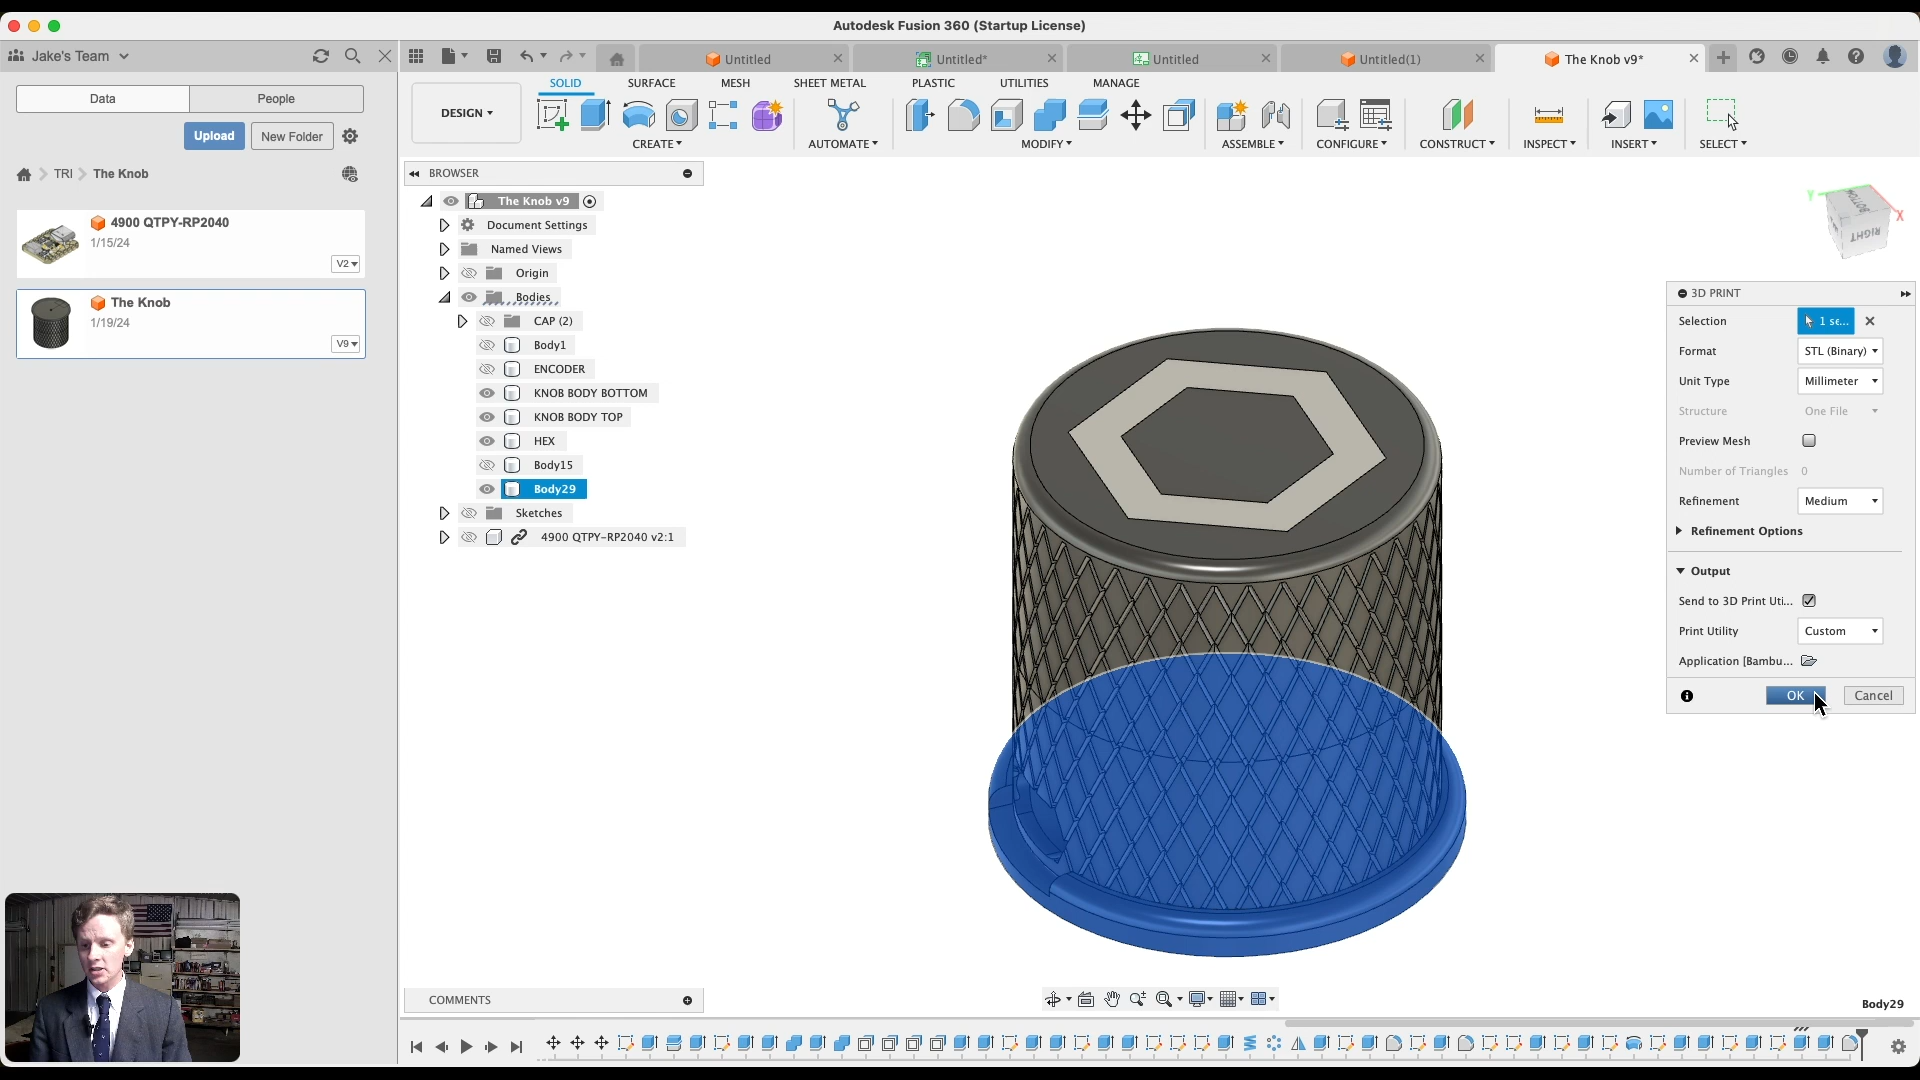 Autodesk Fusion 360 (Startup License)
Jake's Team
Untitled
Untitled*
Untitled
Untitled(1)
The Knob v9*
Data
People
Upload
New Folder
TRI
The Knob
4900 QTPY-RP2040
1/15/24
V2
The Knob
1/19/24
V9
DESIGN
SOLID
SURFACE
MESH
SHEET METAL
PLASTIC
UTILITIES
MANAGE
CREATE
AUTOMATE
MODIFY
ASSEMBLE
CONFIGURE
CONSTRUCT
INSPECT
INSERT
SELECT
BROWSER
The Knob v9
Document Settings
Named Views
Origin
Bodies
CAP (2)
Body1
ENCODER
KNOB BODY BOTTOM
KNOB BODY TOP
HEX
Body15
Body29
Sketches
4900 QTPY-RP2040 v2:1
BOTTOM
RIGHT
Y
X
3D PRINT
Selection
1 se...
Format
STL (Binary)
Unit Type
Millimeter
Structure
One File
Preview Mesh
Number of Triangles
0
Refinement
Medium
Refinement Options
Output
Send to 3D Print Uti...
Print Utility
Custom
Application [Bambu...
OK
Cancel
COMMENTS
Body29